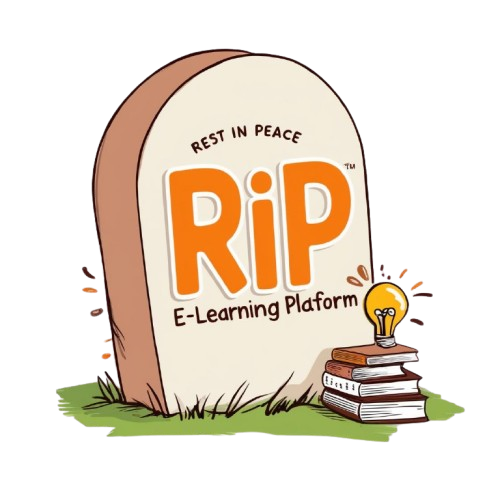 REST IN PEACE
RiP™
E-Learning Plaform